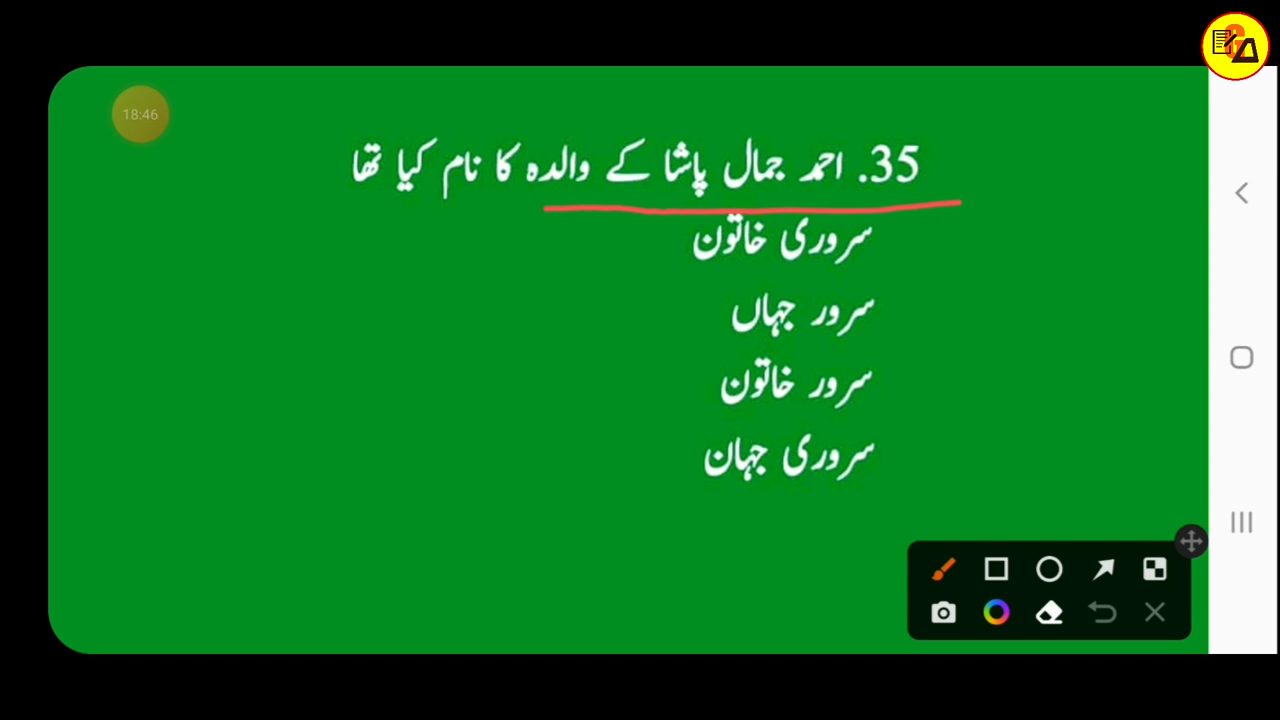 18:46
35. احمد جمال پاشا کے والدہ کا نام کیا تھا
سروری خاتون
سرور جہاں
سرور خاتون
سروری جہان